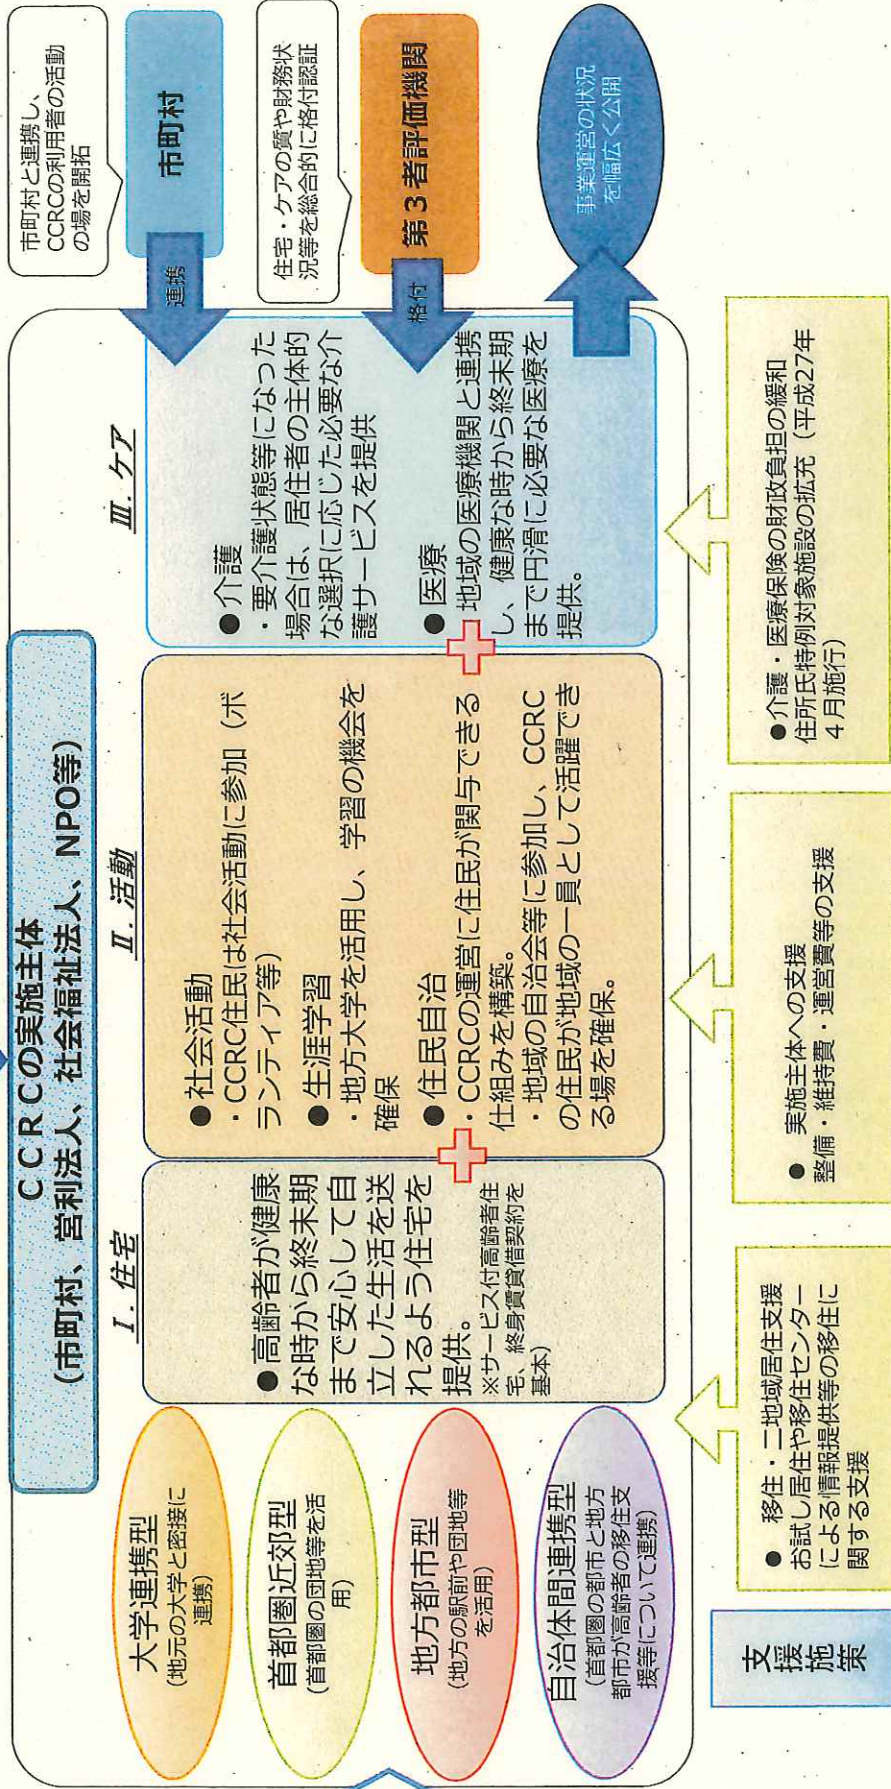 CCRCの実施主体
(市町村、営利法人、社会福祉法人、NPO等)
大学連携型
(地元の大学と密接に
連携)
首都圏近郊型
(首都圏の団地等を活
用)
地方都市型
(地方の駅前や団地等
を活用)
自治体間連携型
(首都圏の都市と地方
都市が高齢者の移住支
援等について連携)
Ⅰ. 住宅
●高齢者が健康
な時から終末期
まで安心して自
立した生活を送
れるよう住宅を
提供。
※サービス付高齢者住
宅、終身賃貸借契約を
基本)
Ⅱ. 活動
●社会活動
・CCRC住民は社会活動に参加(ボ
ランティア等)
●生涯学習
・地方大学を活用し、学習の機会を
確保
●住民自治
・CCRCの運営に住民が関与できる
仕組みを構築。
・地域の自治会等に参加し、CCRC
の住民が地域の一員として活躍でき
る場を確保。
Ⅲ. ケア
●介護
・要介護状態等になった
場合は、居住者の主体的
な選択に応じた必要な介
護サービスを提供
●医療
地域の医療機関と連携
し、健康な時から終末期
まで円滑に必要な医療を
提供。
市町村と連携し、
CCRCの利用者の活動
の場を開拓
連携
市町村
住宅・ケアの質や財務状
況等を総合的に格付認証
格付
第3者評価機関
事業運営の状況
を幅広く公開
支援
施策
● 移住・二地域居住支援
お試し居住や移住センター
による情報提供等の移住に
関する支援
● 実施主体への支援
整備・維持費・運営費等の支援
●介護・医療保険の財政負担の緩和
住所氏特例対象施設の拡充(平成27年
4月施行)